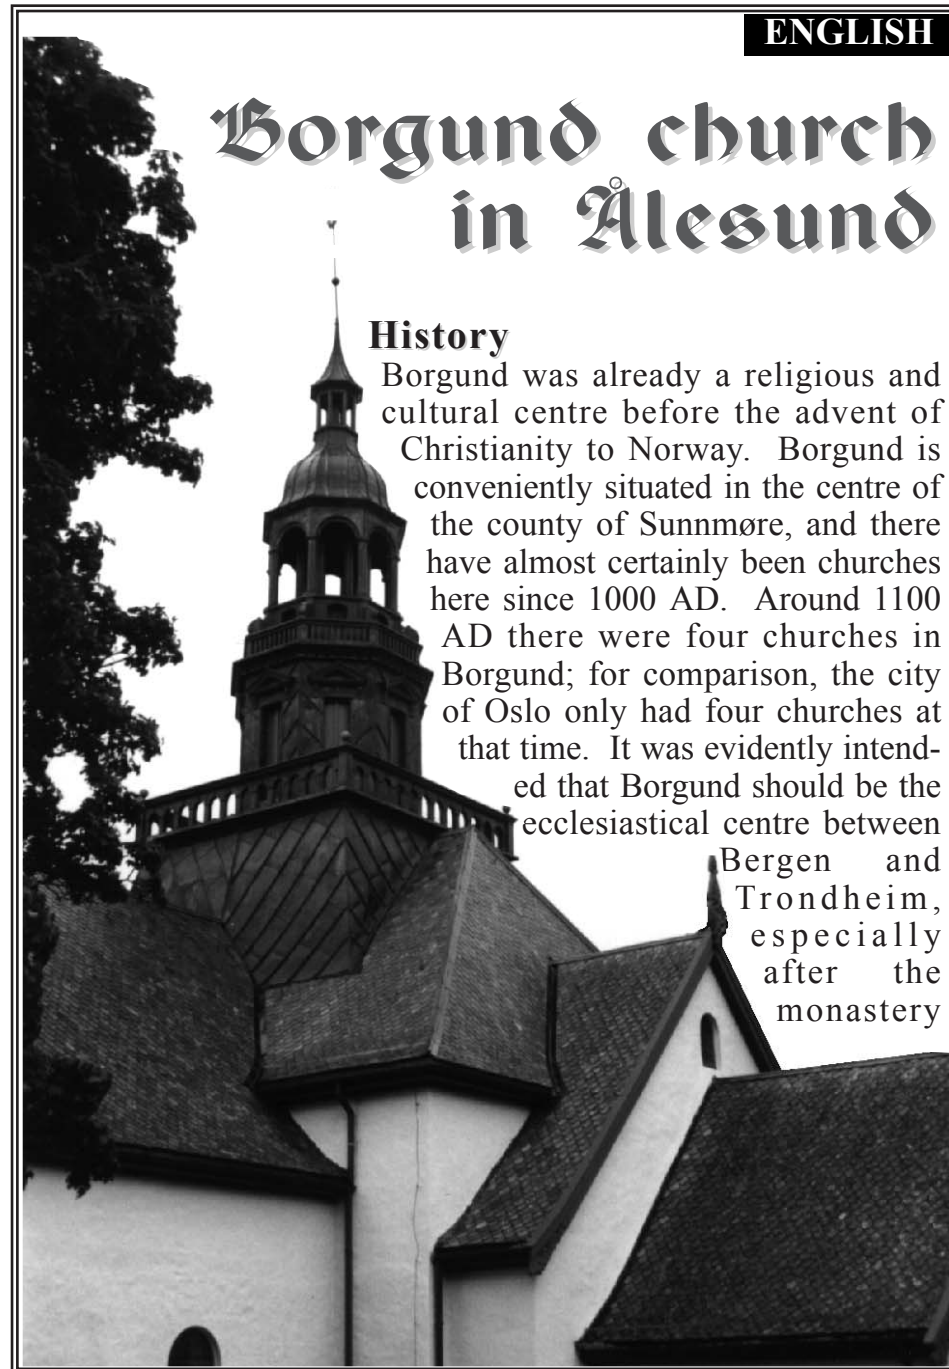 ENGLISH
Borgund church
in Ålesund
History
Borgund was already a religious and
cultural centre before the advent of
Christianity to Norway.  Borgund is
conveniently situated in the centre of
the county of Sunnmøre, and there
have almost certainly been churches
here since 1000 AD.  Around 1100
AD there were four churches in
Borgund; for comparison, the city
of Oslo only had four churches at
that time.  It was evidently intend-
ed that Borgund should be the
ecclesiastical centre between
Bergen and
Trondheim,
especially
after the
monastery